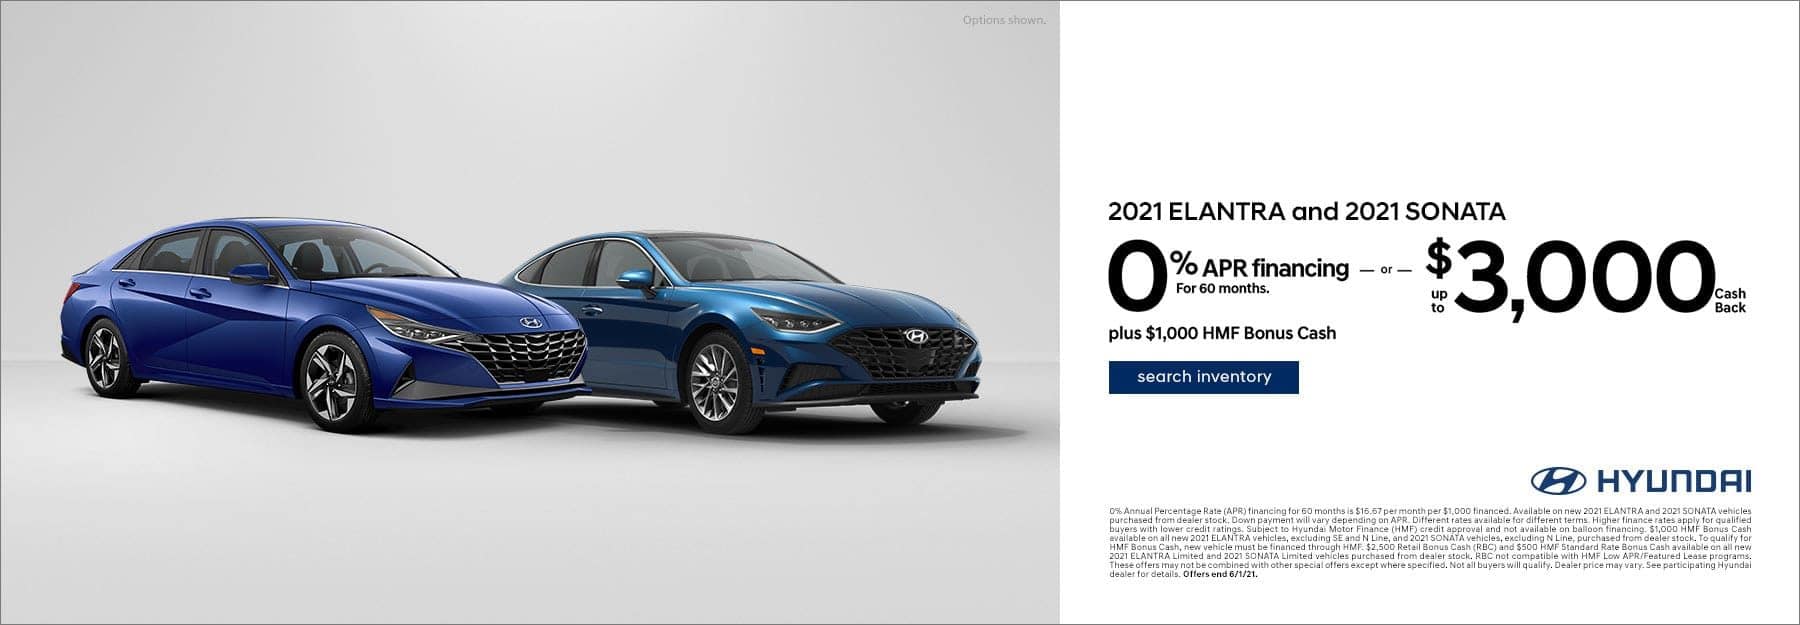 Options shown.
2021 ELANTRA and 2021 SONATA
0% APR financing — or — up to $3,000 Cash Back
For 60 months.
plus $1,000 HMF Bonus Cash
search inventory
HYUNDAI
0% Annual Percentage Rate (APR) financing for 60 months is $16.67 per month per $1,000 financed. Available on new 2021 ELANTRA and 2021 SONATA vehicles
purchased from dealer stock. Down payment will vary depending on APR. Different rates available for different terms. Higher finance rates apply for qualified
buyers with lower credit ratings. Subject to Hyundai Motor Finance (HMF) credit approval and not available on balloon financing. $1,000 HMF Bonus Cash
available on all new 2021 ELANTRA vehicles, excluding SE and N Line, and 2021 SONATA vehicles, excluding N Line, purchased from dealer stock. To qualify for
HMF Bonus Cash, new vehicle must be financed through HMF. $2,500 Retail Bonus Cash (RBC) and $500 HMF Standard Rate Bonus Cash available on all new
2021 ELANTRA Limited and 2021 SONATA Limited vehicles purchased from dealer stock. RBC not compatible with HMF Low APR/Featured Lease programs.
These offers may not be combined with other special offers except where specified. Not all buyers will qualify. Dealer price may vary. See participating Hyundai
dealer for details. Offers end 6/1/21.